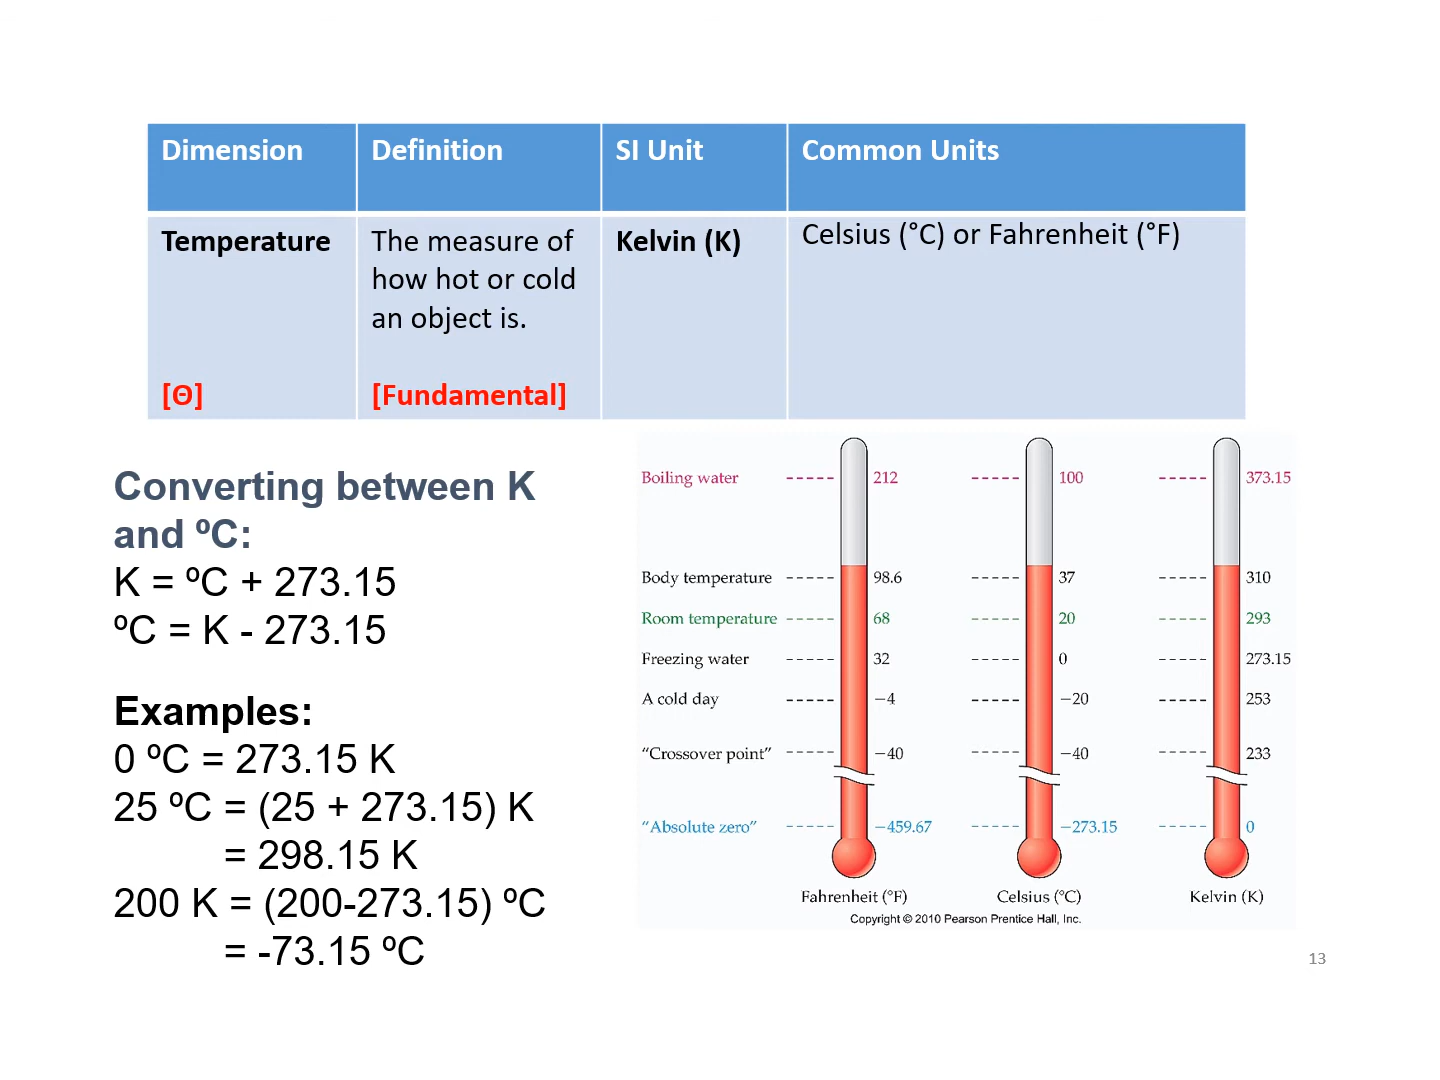 Dimension Definition SI Unit Common Units
Temperature The measure of how hot or cold an object is. Kelvin (K) Celsius (°C) or Fahrenheit (°F)
[Θ] [Fundamental]
Converting between K
and ºC:
K = ºC + 273.15
ºC = K - 273.15
Examples:
0 ºC = 273.15 K
25 ºC = (25 + 273.15) K
= 298.15 K
200 K = (200-273.15) ºC
= -73.15 ºC
Boiling water 212 100 373.15
Body temperature 98.6 37 310
Room temperature 68 20 293
Freezing water 32 0 273.15
A cold day −4 −20 253
“Crossover point” −40 −40 233
“Absolute zero” −459.67 −273.15 0
Fahrenheit (°F) Celsius (°C) Kelvin (K)
Copyright © 2010 Pearson Prentice Hall, Inc.
13